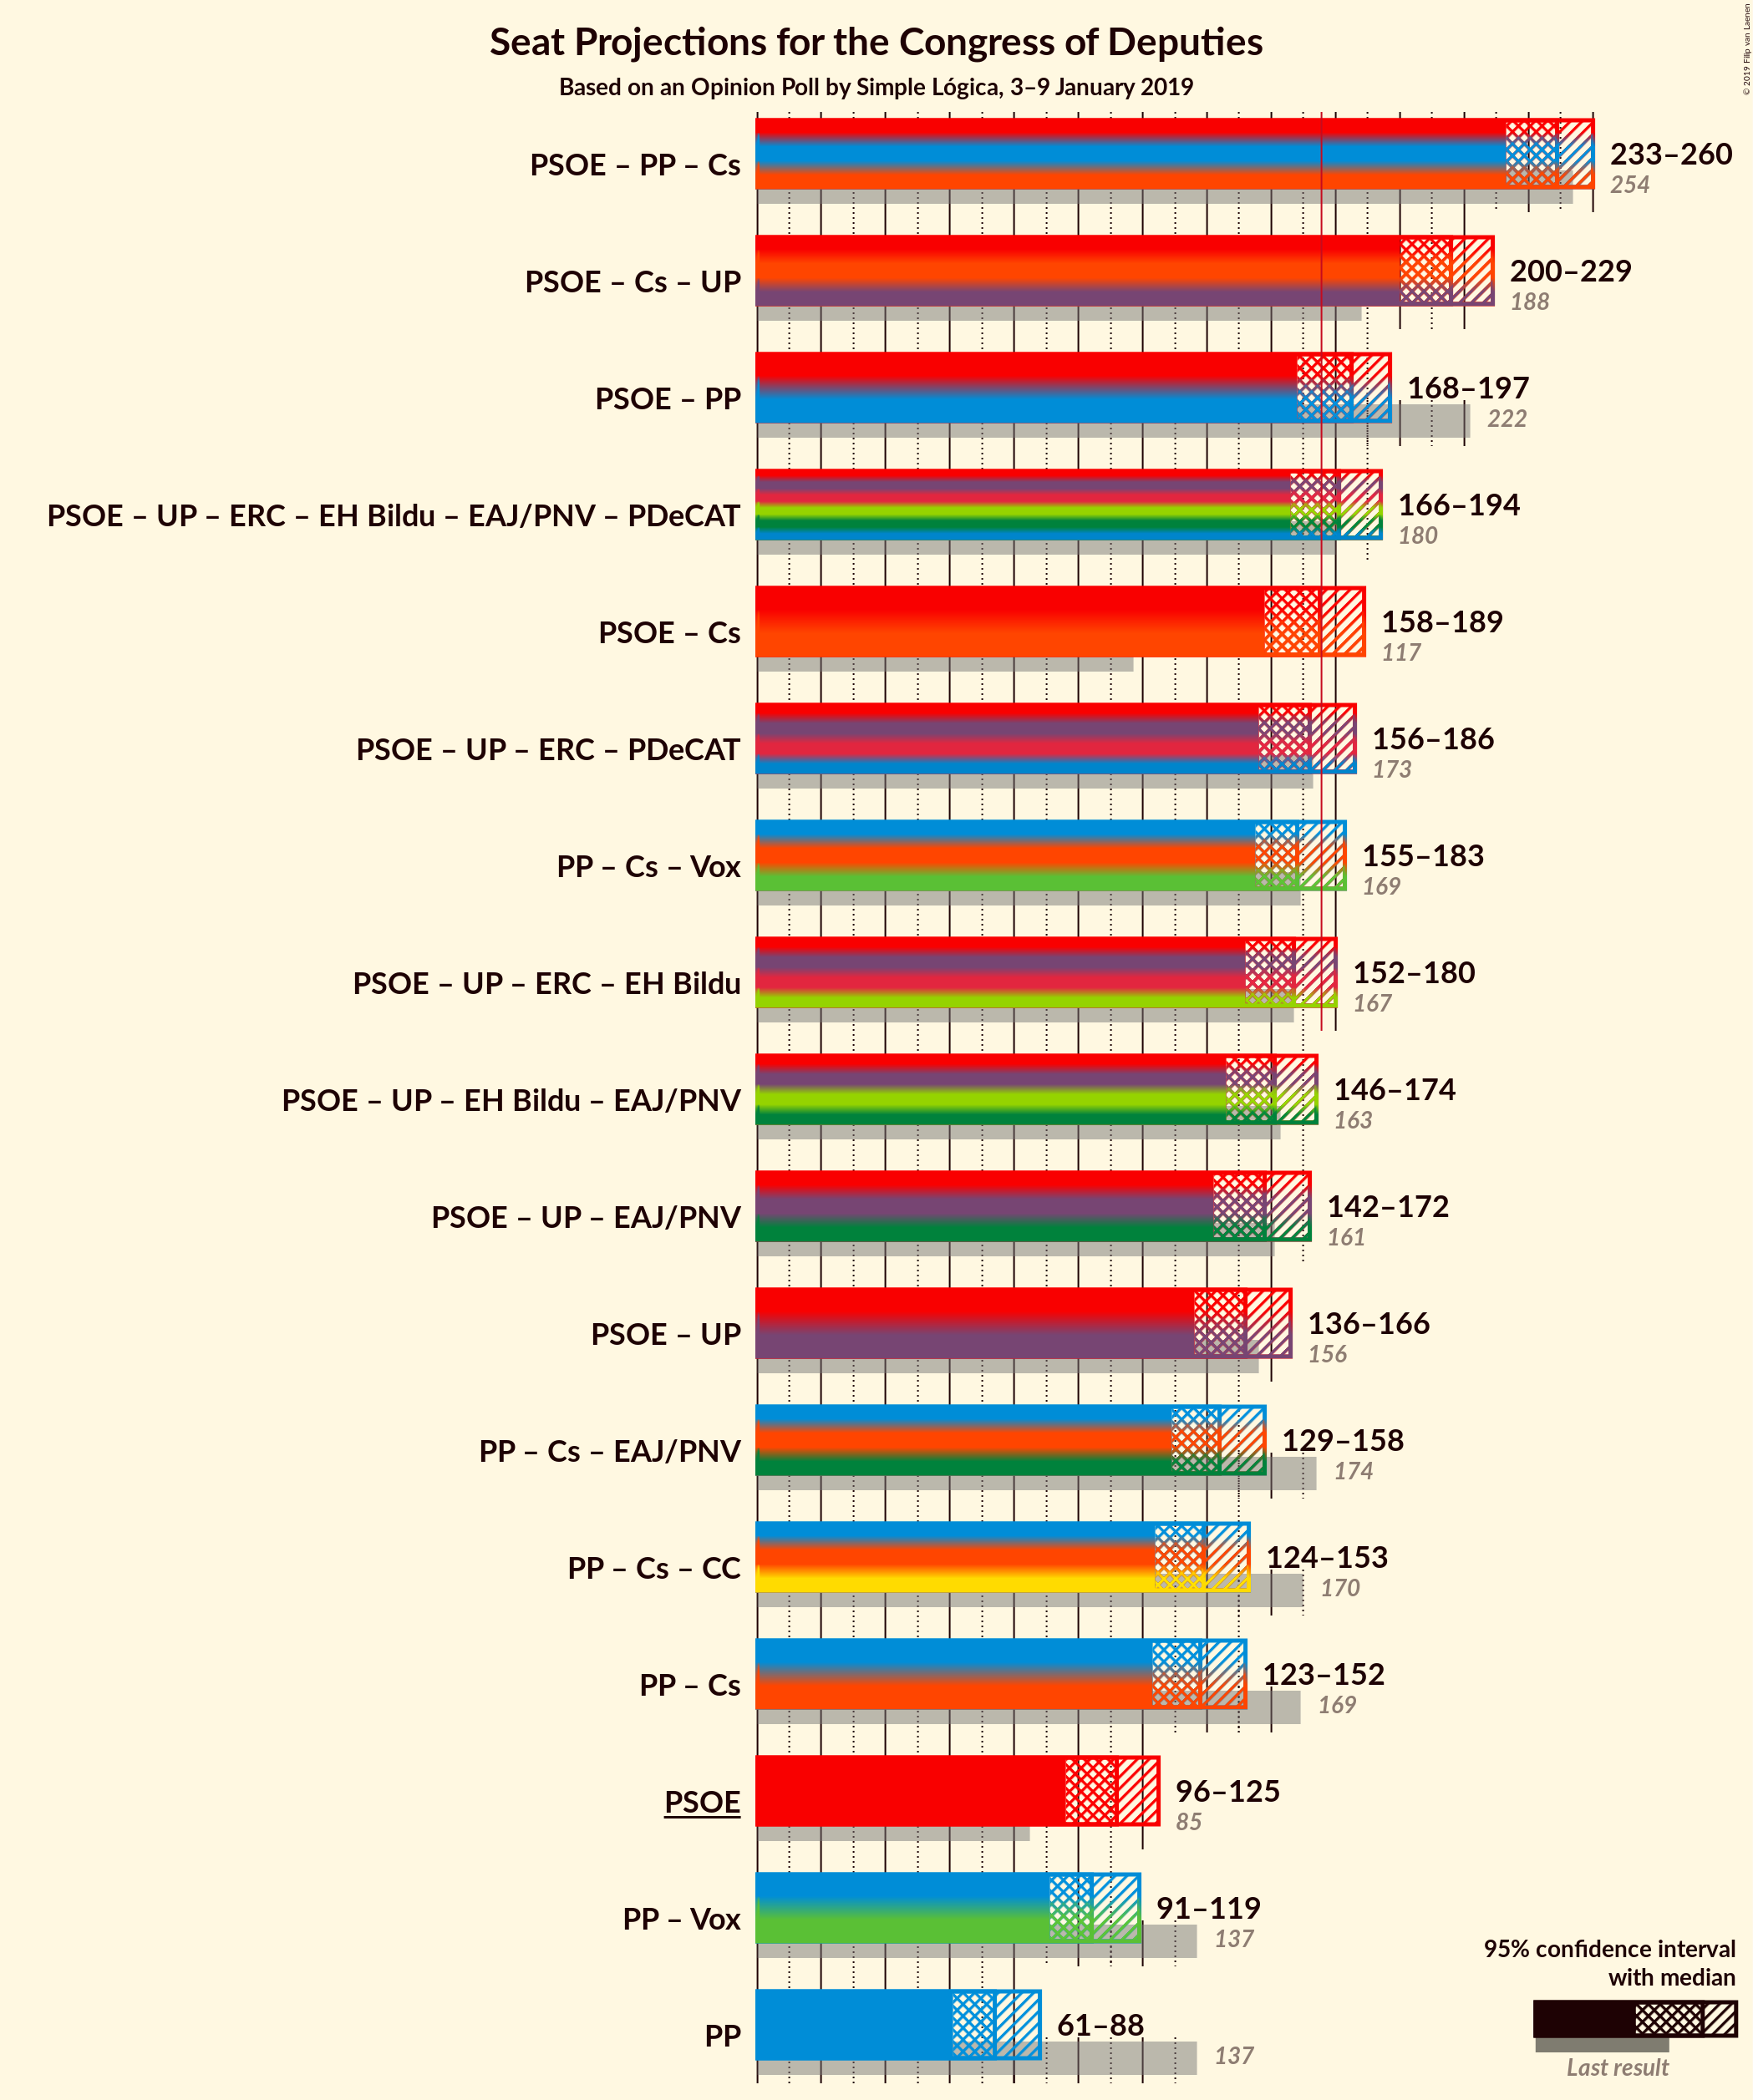 Seat Projections for the Congress of Deputies
Based on an Opinion Poll by Simple Lógica, 3–9 January 2019
© 2019 Filip van Laenen
PSOE – PP – Cs
233–260
254
PSOE – Cs – UP
200–229
188
PSOE – PP
168–197
222
PSOE – UP – ERC – EH Bildu – EAJ/PNV – PDeCAT
166–194
180
PSOE – Cs
158–189
117
PSOE – UP – ERC – PDeCAT
156–186
173
PP – Cs – Vox
155–183
169
PSOE – UP – ERC – EH Bildu
152–180
167
PSOE – UP – EH Bildu – EAJ/PNV
146–174
163
PSOE – UP – EAJ/PNV
142–172
161
PSOE – UP
136–166
156
PP – Cs – EAJ/PNV
129–158
174
PP – Cs – CC
124–153
170
PP – Cs
123–152
169
PSOE
96–125
85
PP – Vox
91–119
137
PP
61–88
137
95% confidence interval
with median
Last result